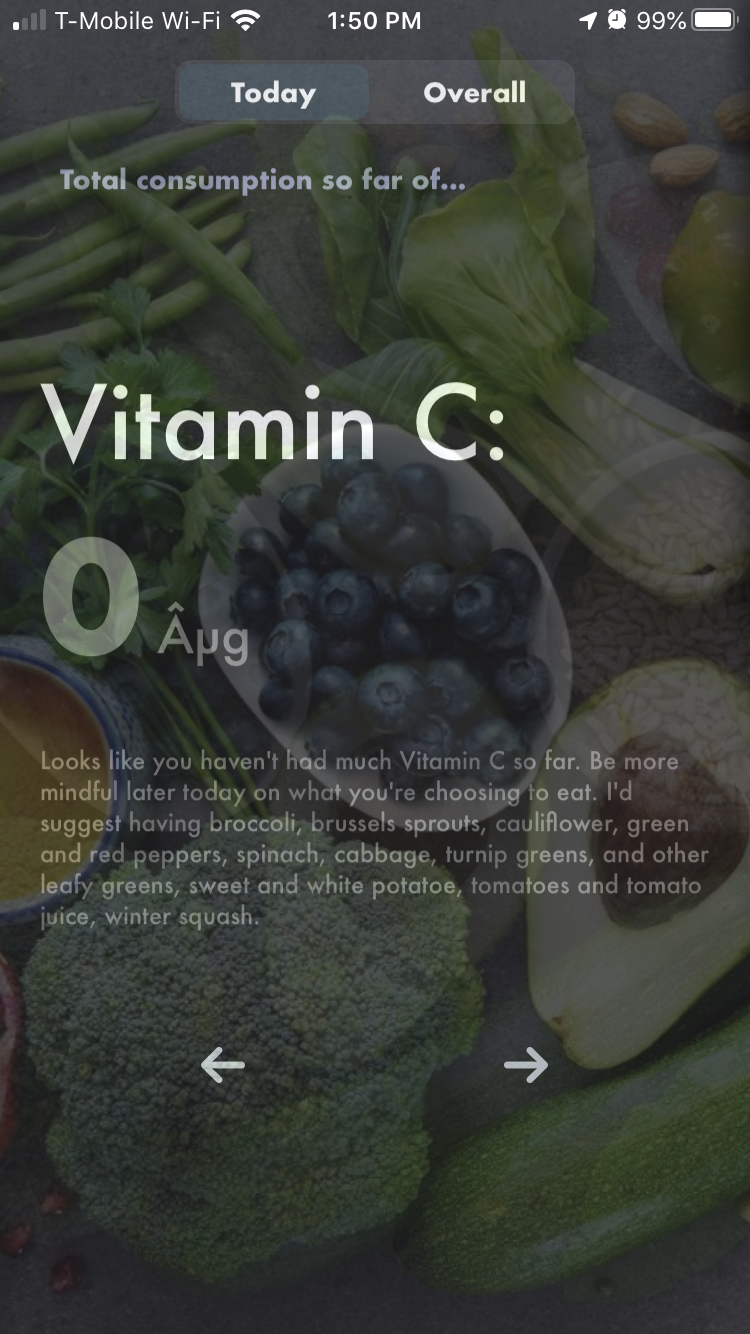 T-Mobile Wi-Fi 1:50 PM 99%
Today Overall
Total consumption so far of...
Vitamin C:
0 Âµg
Looks like you haven't had much Vitamin C so far. Be more
mindful later today on what you're choosing to eat. I'd
suggest having broccoli, brussels sprouts, cauliflower, green
and red peppers, spinach, cabbage, turnip greens, and other
leafy greens, sweet and white potatoe, tomatoes and tomato
juice, winter squash.